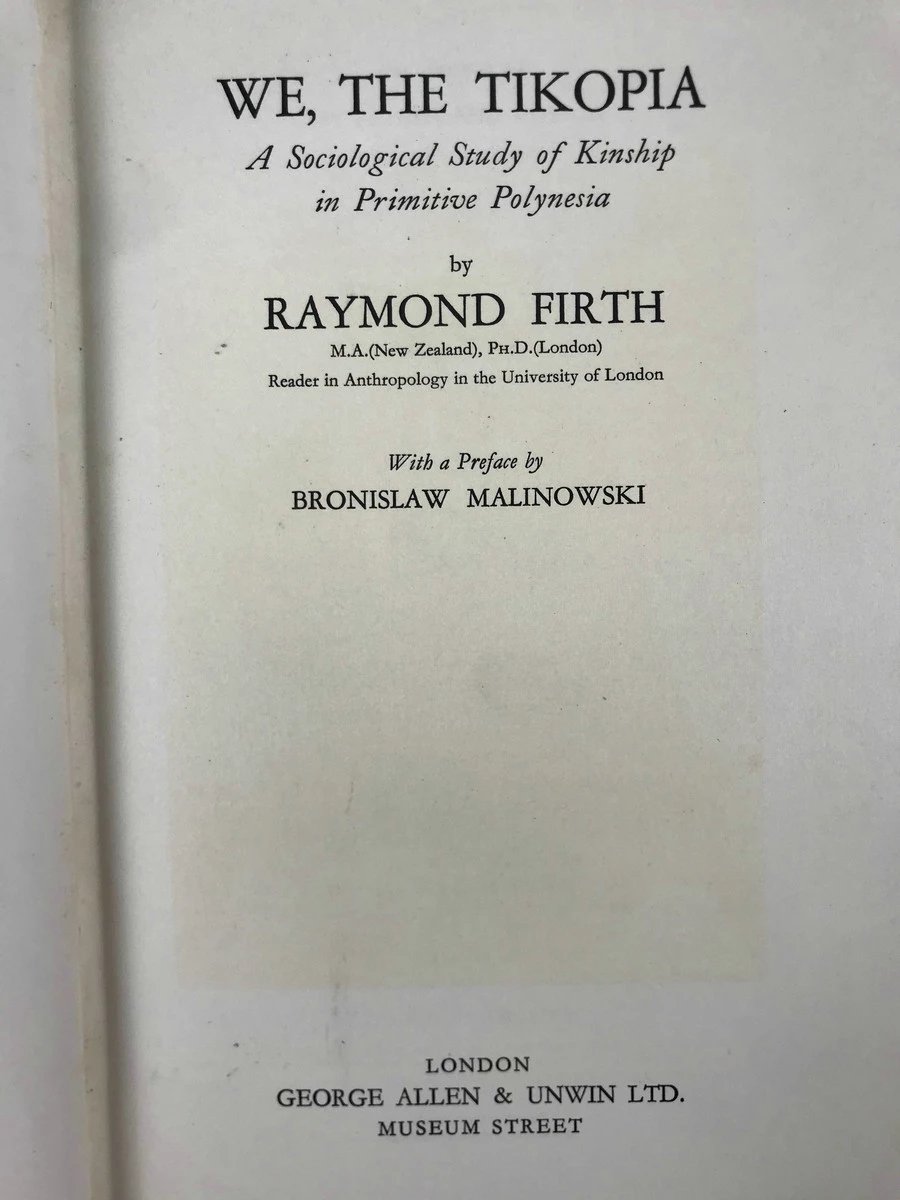 WE, THE TIKOPIA
A Sociological Study of Kinship
in Primitive Polynesia
by
RAYMOND FIRTH
M.A.(New Zealand), PH.D.(London)
Reader in Anthropology in the University of London
With a Preface by
BRONISLAW MALINOWSKI
LONDON
GEORGE ALLEN & UNWIN LTD.
MUSEUM STREET